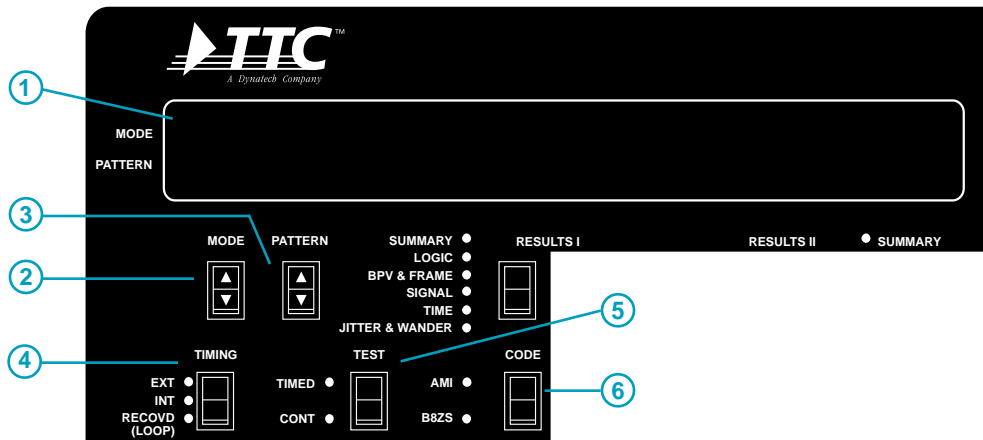 TTC™
A Dynatech Company
1
MODE
PATTERN
3
MODE PATTERN
SUMMARY
LOGIC
BPV & FRAME
SIGNAL
TIME
JITTER & WANDER
RESULTS I
RESULTS II
SUMMARY
2
5
4
TIMING
EXT
INT
RECOVD
(LOOP)
TEST
TIMED
CONT
CODE
AMI
B8ZS
6